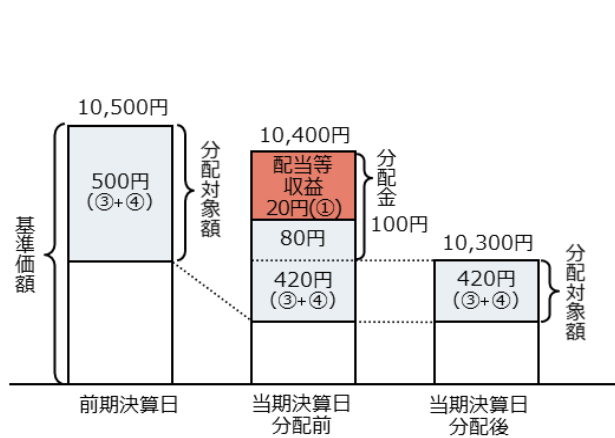 基準価額
10,500円
500円
(③+④)
分配対象額
前期決算日
10,400円
配当等
収益
20円(①)
80円
420円
(③+④)
分配金
100円
当期決算日
分配前
10,300円
420円
(③+④)
分配対象額
当期決算日
分配後